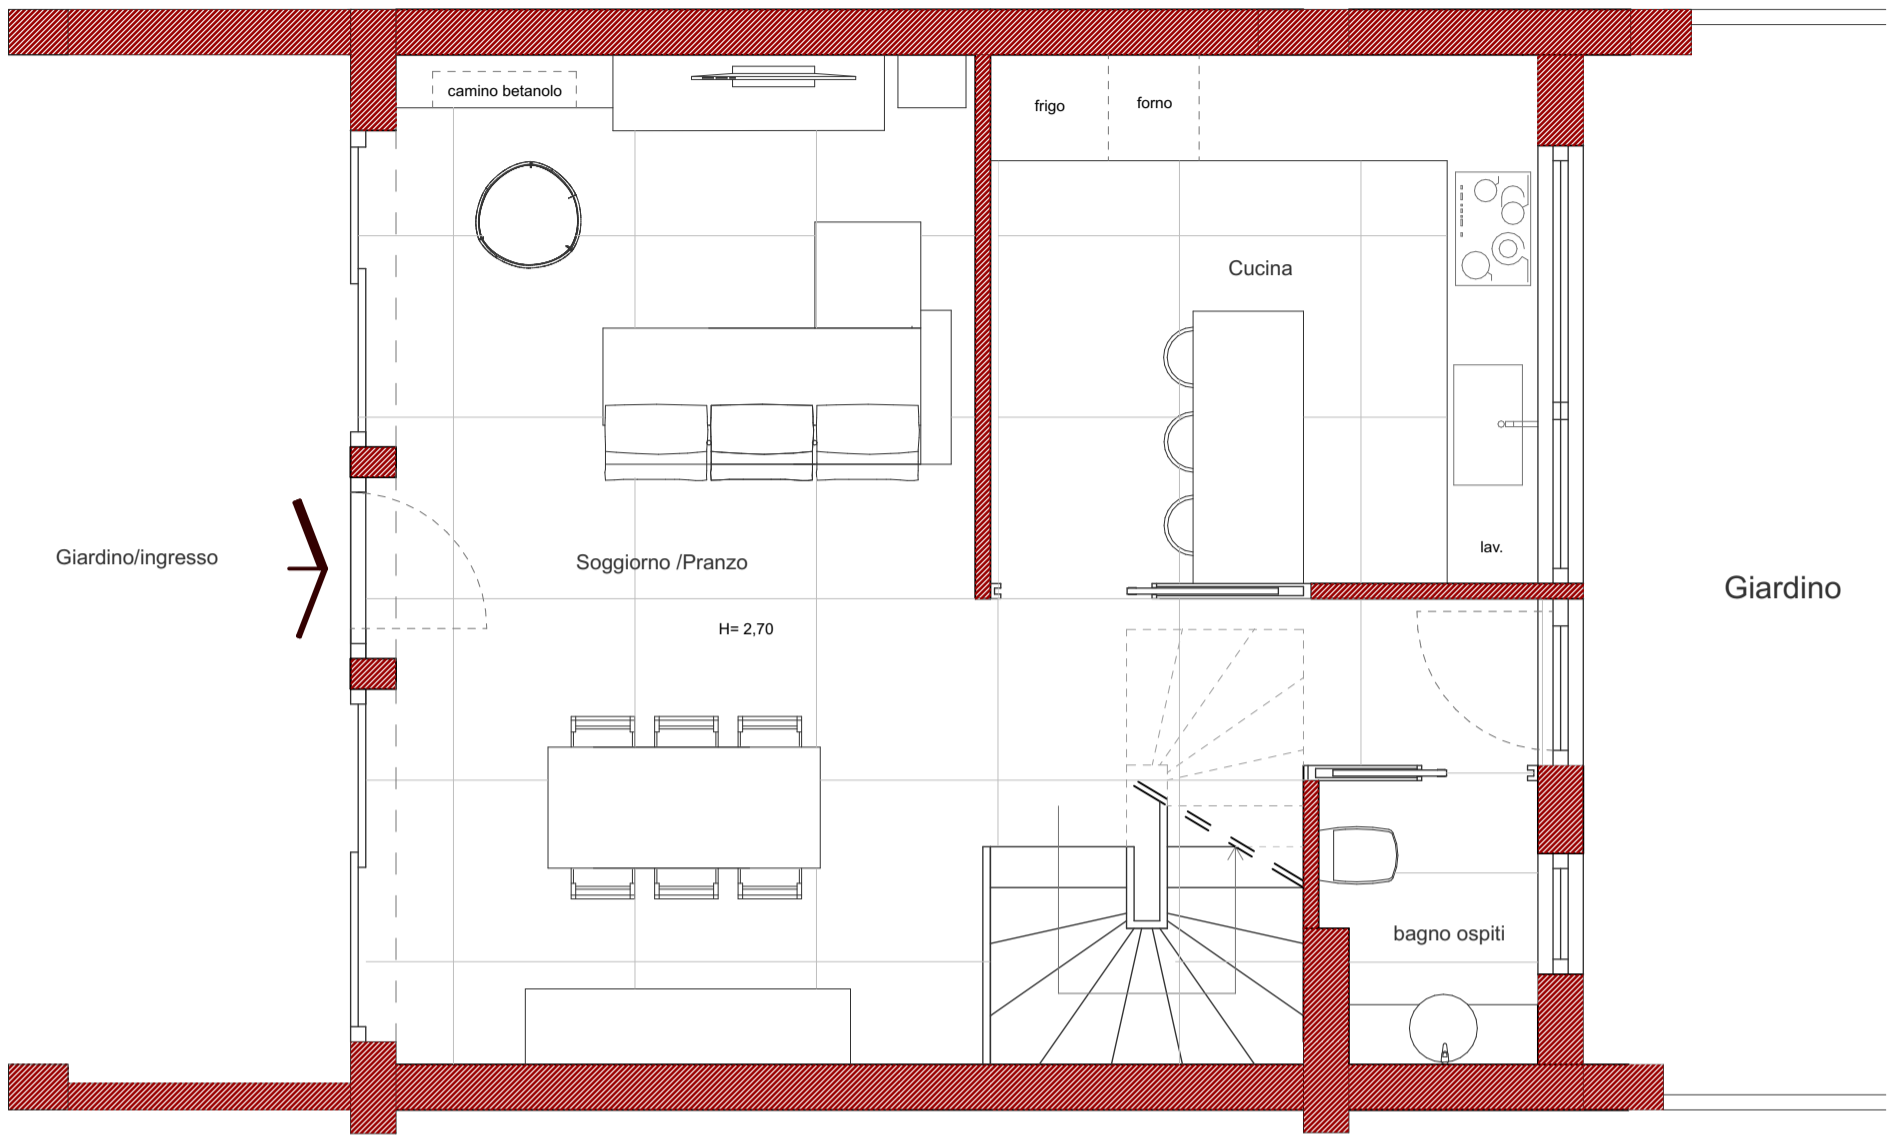 camino betanolo
frigo
forno
Cucina
Giardino/ingresso
Soggiorno /Pranzo
lav.
Giardino
H= 2,70
bagno ospiti